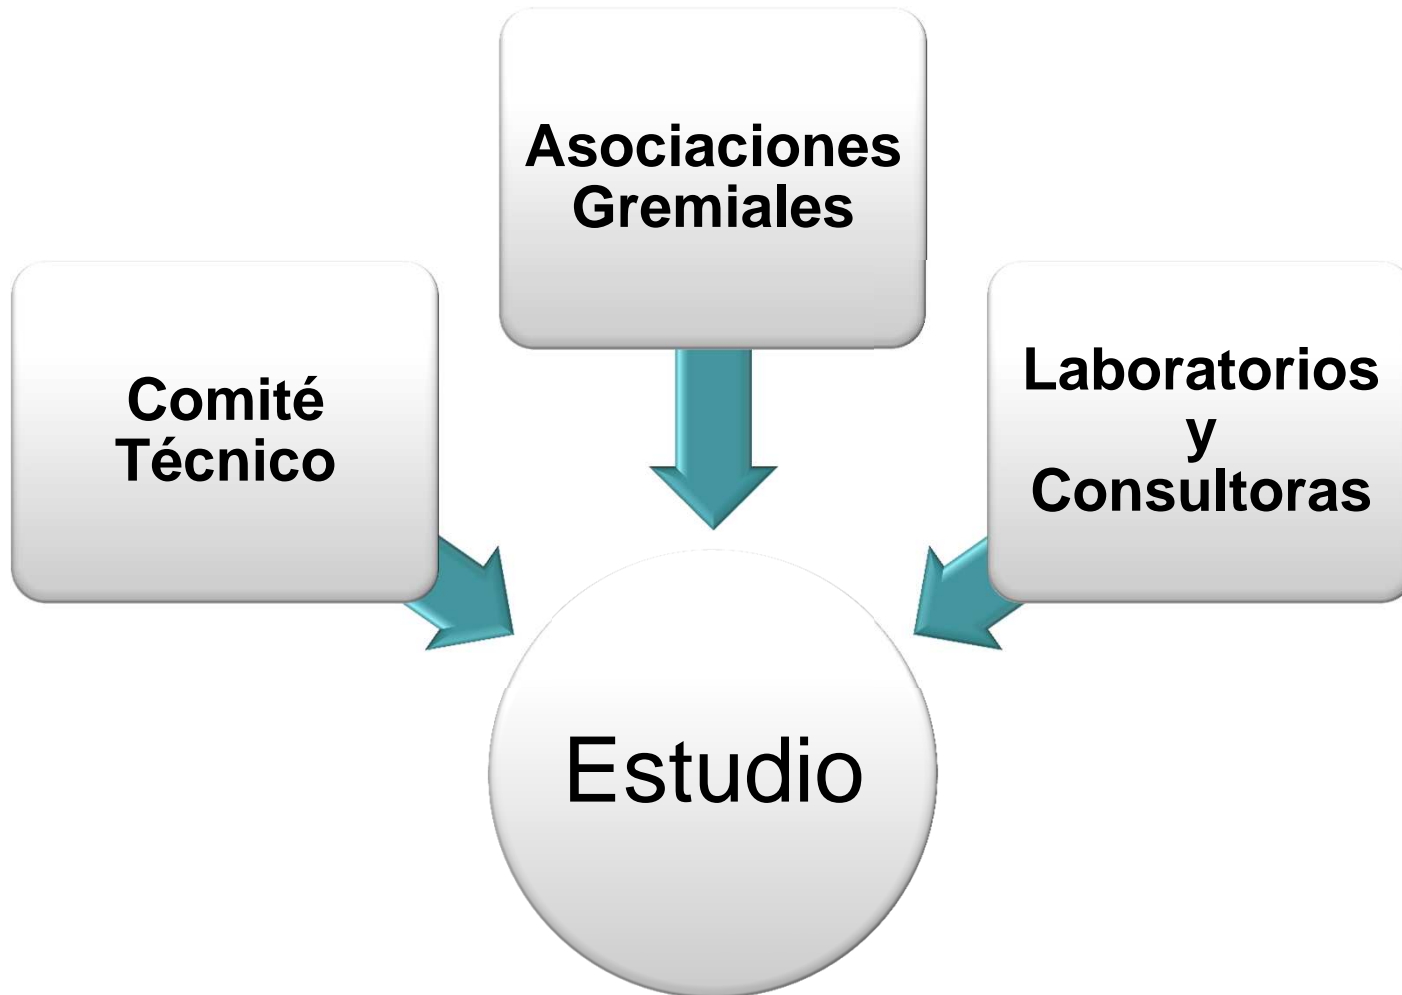 Asociaciones
Gremiales
Comité
Técnico
Laboratorios
y
Consultoras
Estudio